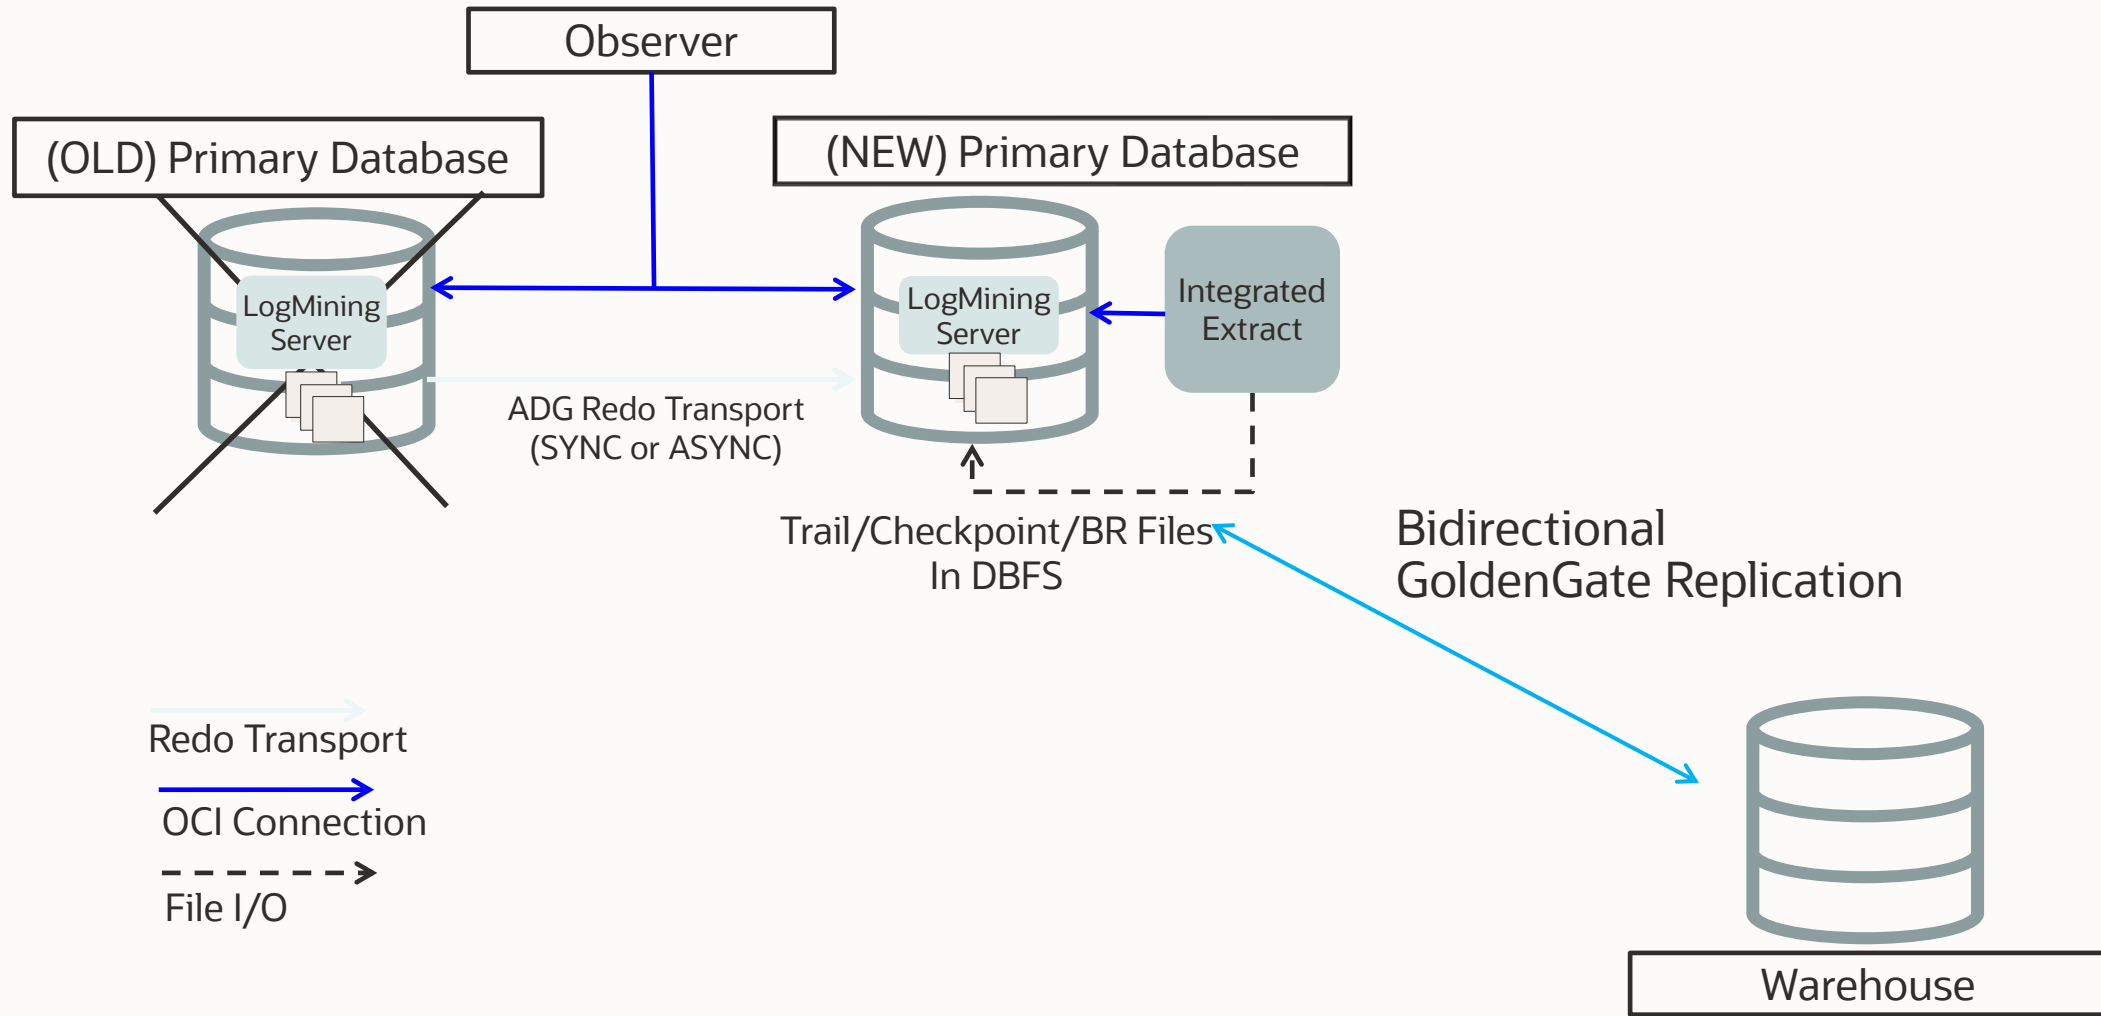 Observer
(OLD) Primary Database
(NEW) Primary Database
LogMining
Server
LogMining
Server
Integrated
Extract
ADG Redo Transport
(SYNC or ASYNC)
Trail/Checkpoint/BR Files
In DBFS
Bidirectional
GoldenGate Replication
Redo Transport
OCI Connection
File I/O
Warehouse